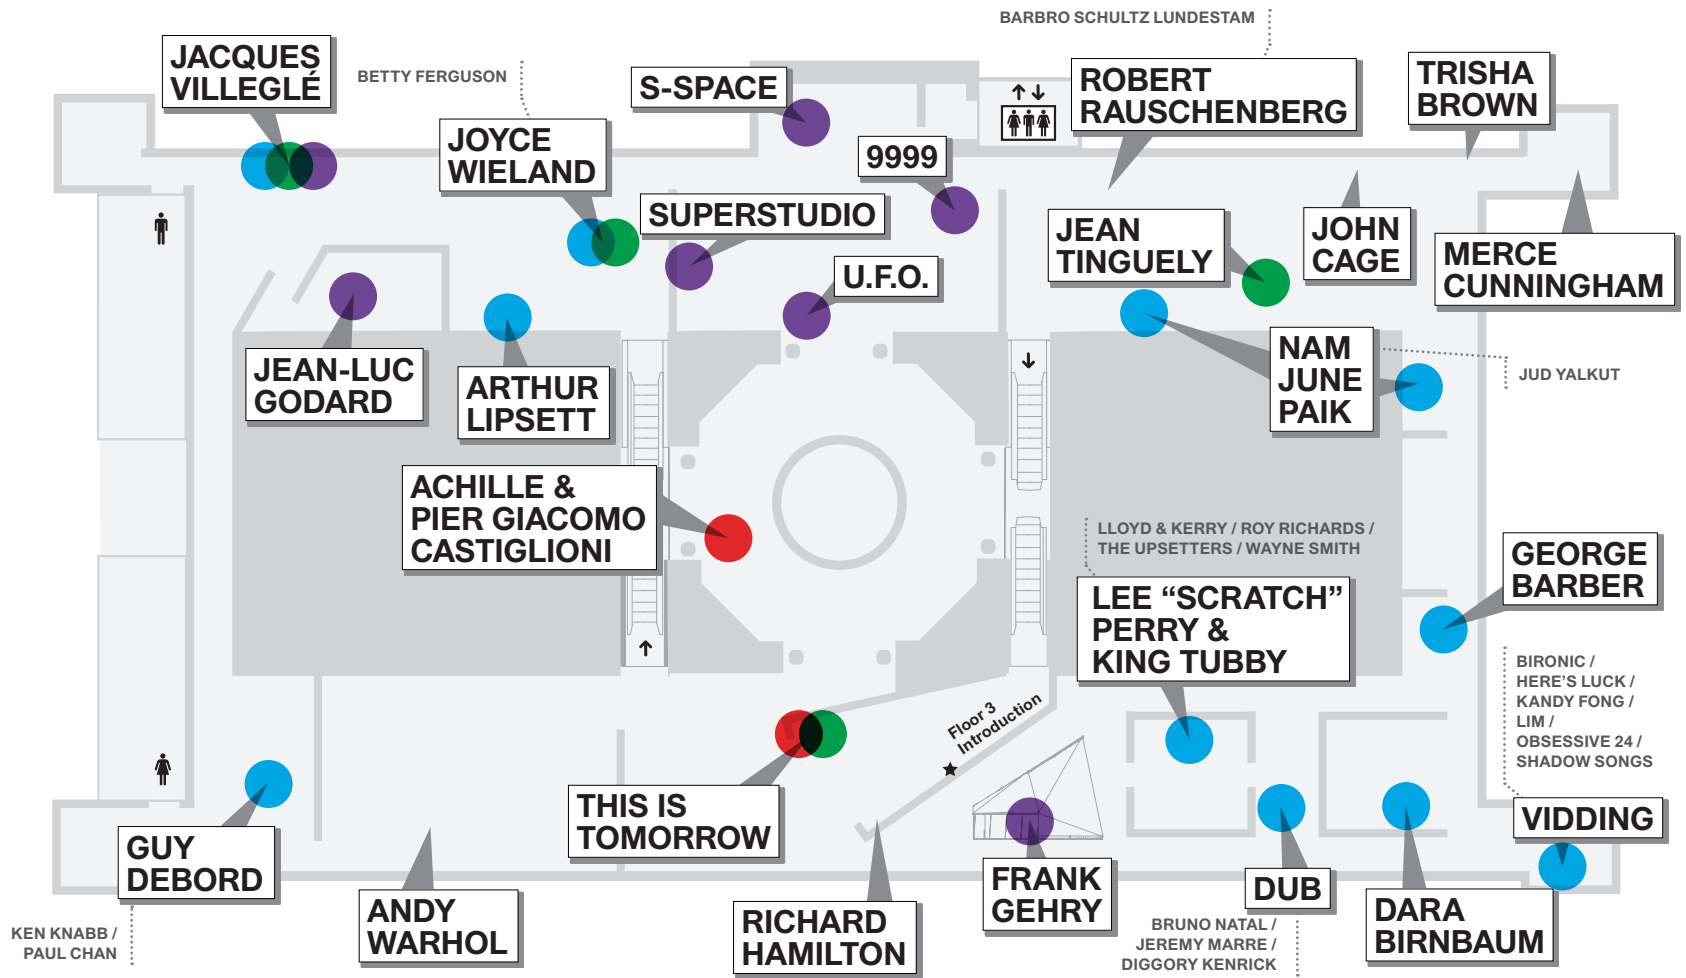 BARBRO SCHULTZ LUNDESTAM
JACQUES
VILLEGLÉ
BETTY FERGUSON
S-SPACE
ROBERT
RAUSCHENBERG
TRISHA
BROWN
JOYCE
WIELAND
9999
SUPERSTUDIO
JEAN
TINGUELY
JOHN
CAGE
MERCE
CUNNINGHAM
U.F.O.
JEAN-LUC
GODARD
ARTHUR
LIPSETT
NAM
JUNE
PAIK
JUD YALKUT
ACHILLE &
PIER GIACOMO
CASTIGLIONI
LLOYD & KERRY / ROY RICHARDS /
THE UPSETTERS / WAYNE SMITH
GEORGE
BARBER
LEE “SCRATCH”
PERRY &
KING TUBBY
BIRONIC /
HERE’S LUCK /
KANDY FONG /
LIM /
OBSESSIVE 24 /
SHADOW SONGS
Floor 3
Introduction
THIS IS
TOMORROW
VIDDING
GUY
DEBORD
FRANK
GEHRY
DUB
ANDY
WARHOL
RICHARD
HAMILTON
DARA
BIRNBAUM
KEN KNABB /
PAUL CHAN
BRUNO NATAL /
JEREMY MARRE /
DIGGORY KENRICK